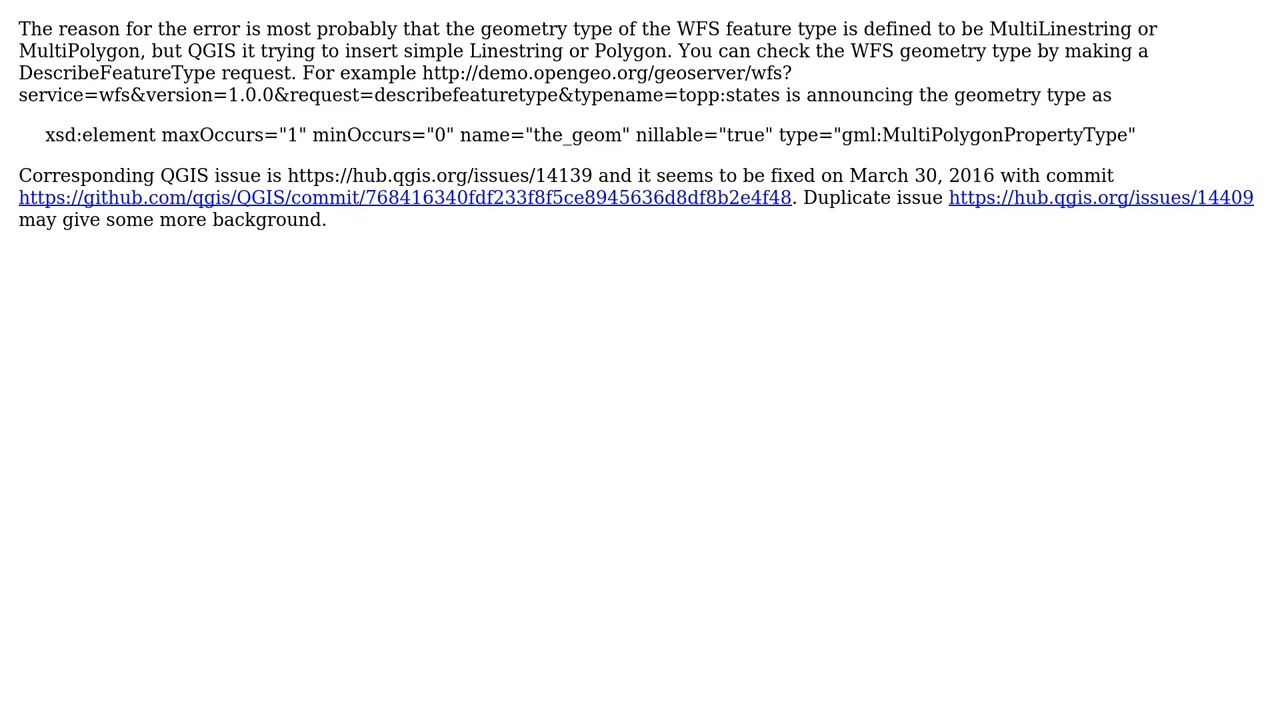 The reason for the error is most probably that the geometry type of the WFS feature type is defined to be MultiLinestring or
MultiPolygon, but QGIS it trying to insert simple Linestring or Polygon. You can check the WFS geometry type by making a
DescribeFeatureType request. For example http://demo.opengeo.org/geoserver/wfs?
service=wfs&version=1.0.0&request=describefeaturetype&typename=topp:states is announcing the geometry type as
xsd:element maxOccurs="1" minOccurs="0" name="the_geom" nillable="true" type="gml:MultiPolygonPropertyType"
Corresponding QGIS issue is https://hub.qgis.org/issues/14139 and it seems to be fixed on March 30, 2016 with commit
https://github.com/qgis/QGIS/commit/768416340fdf233f8f5ce8945636d8df8b2e4f48. Duplicate issue https://hub.qgis.org/issues/14409
may give some more background.